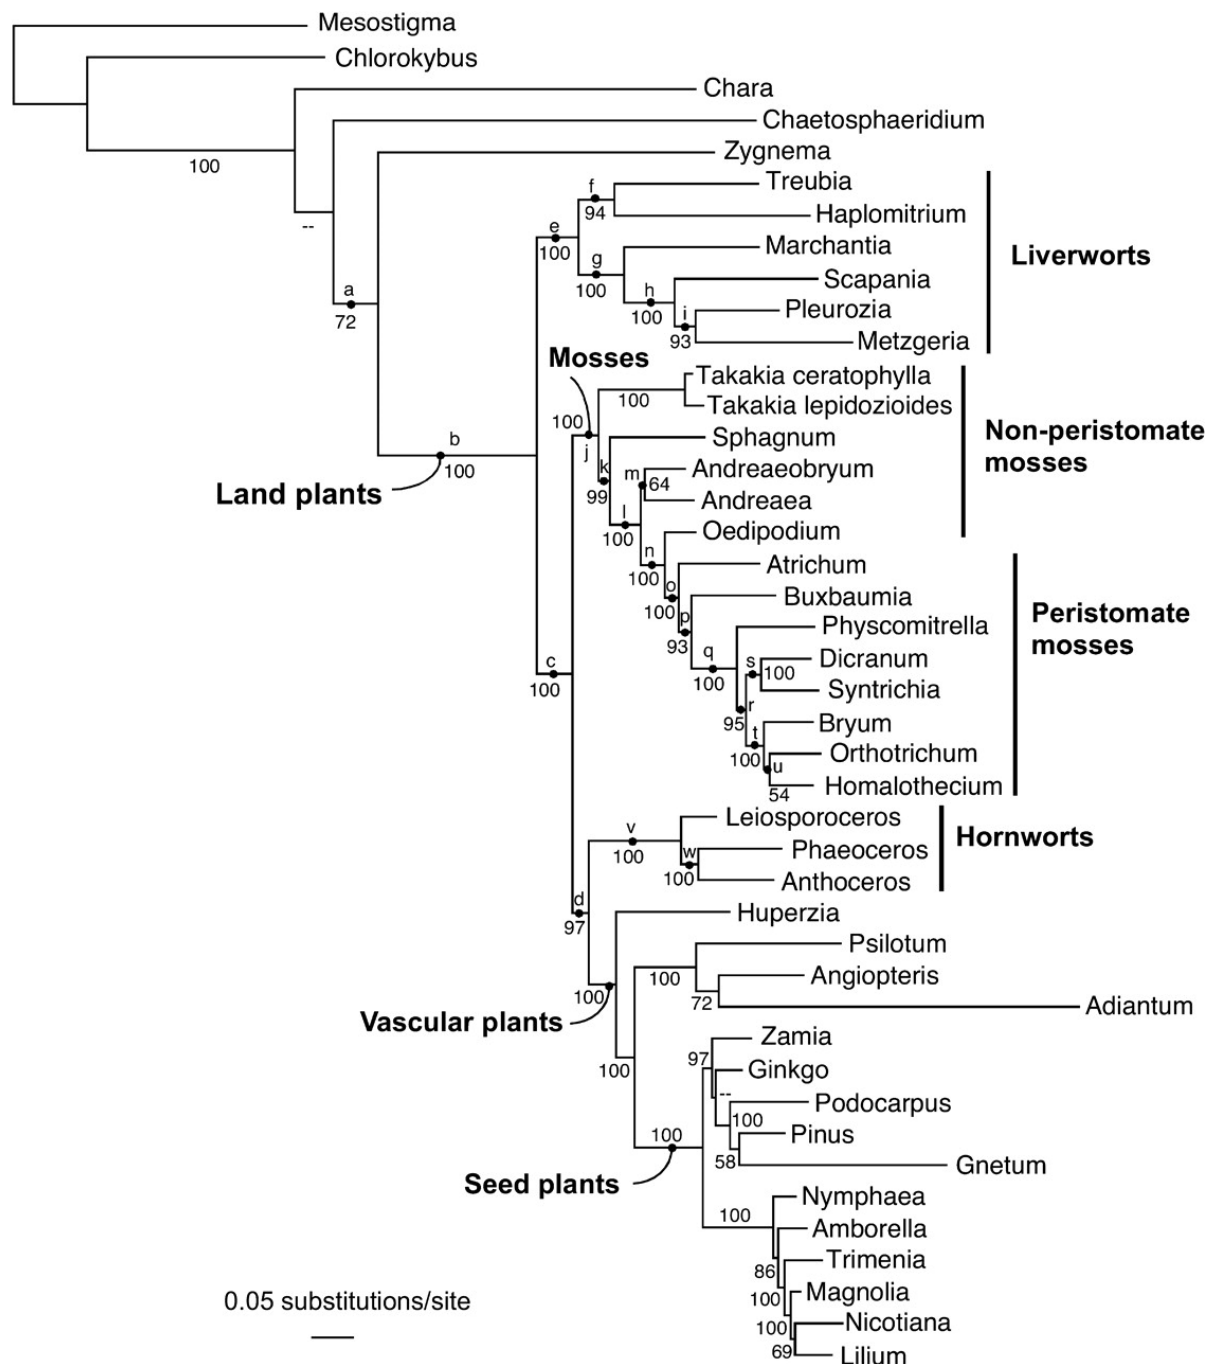 Mesostigma
Chlorokybus
Chara
Chaetosphaeridium
100
Zygnema
Treubia
f
94
Haplomitrium
--
e
100
Marchantia
Liverworts
g
100
Scapania
a
72
h
100
Pleurozia
i
93
Metzgeria
Mosses
Takakia ceratophylla
100
Takakia lepidozioides
100
j
Sphagnum
Non-peristomate
mosses
b
100
k
99
m
64
Andreaeobryum
Land plants
Andreaea
l
100
Oedipodium
n
100
Atrichum
o
100
Buxbaumia
Peristomate
mosses
p
93
Physcomitrella
q
100
s
100
Dicranum
c
100
Syntrichia
r
95
Bryum
t
100
Orthotrichum
u
54
Homalothecium
Leiosporoceros
v
100
Hornworts
Phaeoceros
w
100
Anthoceros
d
97
Huperzia
Psilotum
100
Angiopteris
72
Adiantum
100
Vascular plants
Zamia
97
100
Ginkgo
--
Podocarpus
100
Pinus
100
58
Gnetum
Seed plants
Nymphaea
100
Amborella
Trimenia
86
Magnolia
100
0.05 substitutions/site
Nicotiana
100
69
Lilium